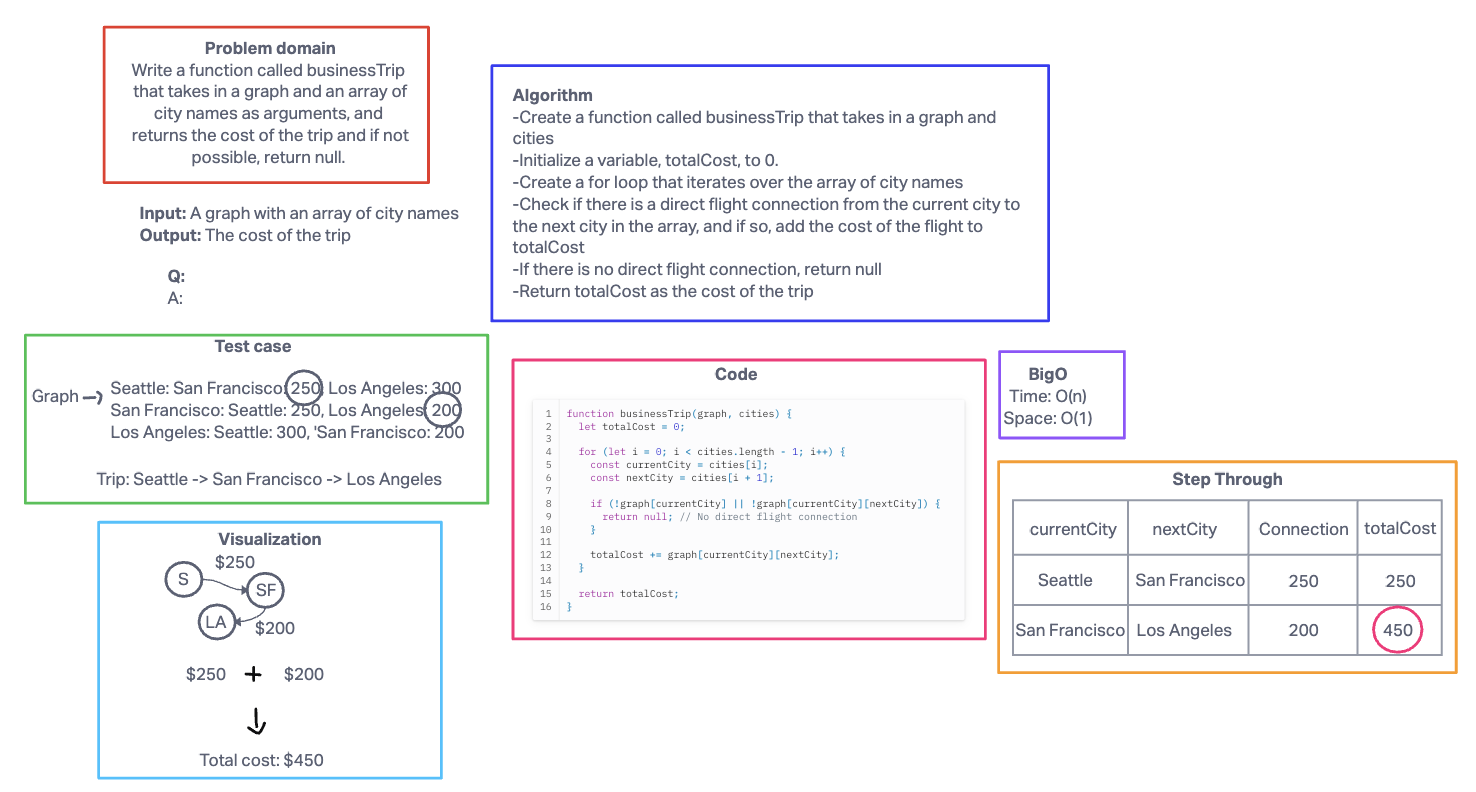 Problem domain
Write a function called businessTrip
that takes in a graph and an array of
city names as arguments, and
returns the cost of the trip and if not
possible, return null.
Input: A graph with an array of city names
Output: The cost of the trip
Q:
A:
Algorithm
-Create a function called businessTrip that takes in a graph and
cities
-Initialize a variable, totalCost, to 0.
-Create a for loop that iterates over the array of city names
-Check if there is a direct flight connection from the current city to
the next city in the array, and if so, add the cost of the flight to
totalCost
-If there is no direct flight connection, return null
-Return totalCost as the cost of the trip
Test case
Graph
Seattle: San Francisco: 250, Los Angeles: 300
San Francisco: Seattle: 250, Los Angeles: 200
Los Angeles: Seattle: 300, 'San Francisco: 200
Trip: Seattle -> San Francisco -> Los Angeles
Visualization
$250
S
SF
LA
$200
$250 + $200
Total cost: $450
Code
1 function businessTrip(graph, cities) {
2 let totalCost = 0;
3
4 for (let i = 0; i < cities.length - 1; i++) {
5 const currentCity = cities[i];
6 const nextCity = cities[i + 1];
7
8 if (!graph[currentCity] || !graph[currentCity][nextCity]) {
9 return null; // No direct flight connection
10 }
11
12 totalCost += graph[currentCity][nextCity];
13 }
14
15 return totalCost;
16 }
BigO
Time: O(n)
Space: O(1)
Step Through
currentCity nextCity Connection totalCost
Seattle San Francisco 250 250
San Francisco Los Angeles 200 450